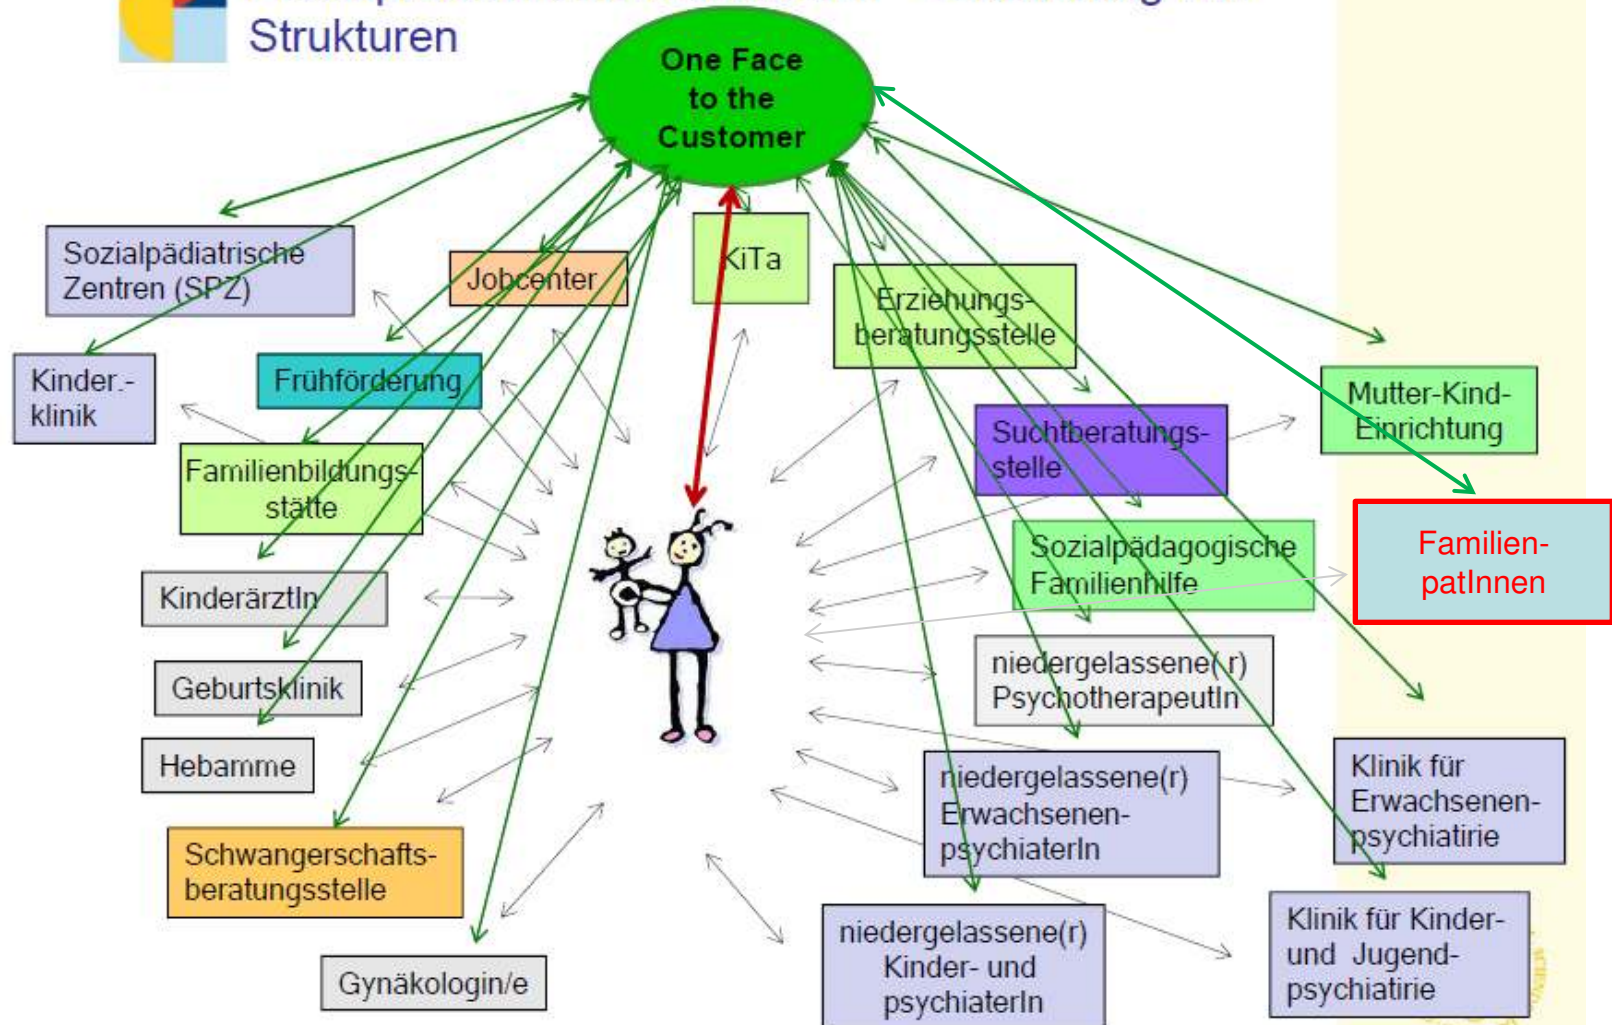 Strukturen
One Face
to the
Customer
Sozialpädiatrische
Zentren (SPZ)
Jobcenter
KiTa
Erziehungs-
beratungsstelle
Kinder.-
klinik
Frühförderung
Mutter-Kind-
Einrichtung
Suchtberatungs-
stelle
Familienbildungs-
stätte
Familien-
patInnen
Sozialpädagogische
Familienhilfe
KinderärztIn
Geburtsklinik
niedergelassene( r)
PsychotherapeutIn
Hebamme
niedergelassene(r)
Erwachsenen-
psychiaterIn
Klinik für
Erwachsenen-
psychiatirie
Schwangerschafts-
beratungsstelle
niedergelassene(r)
Kinder- und
psychiaterIn
Klinik für Kinder-
und Jugend-
psychiatirie
Gynäkologin/e